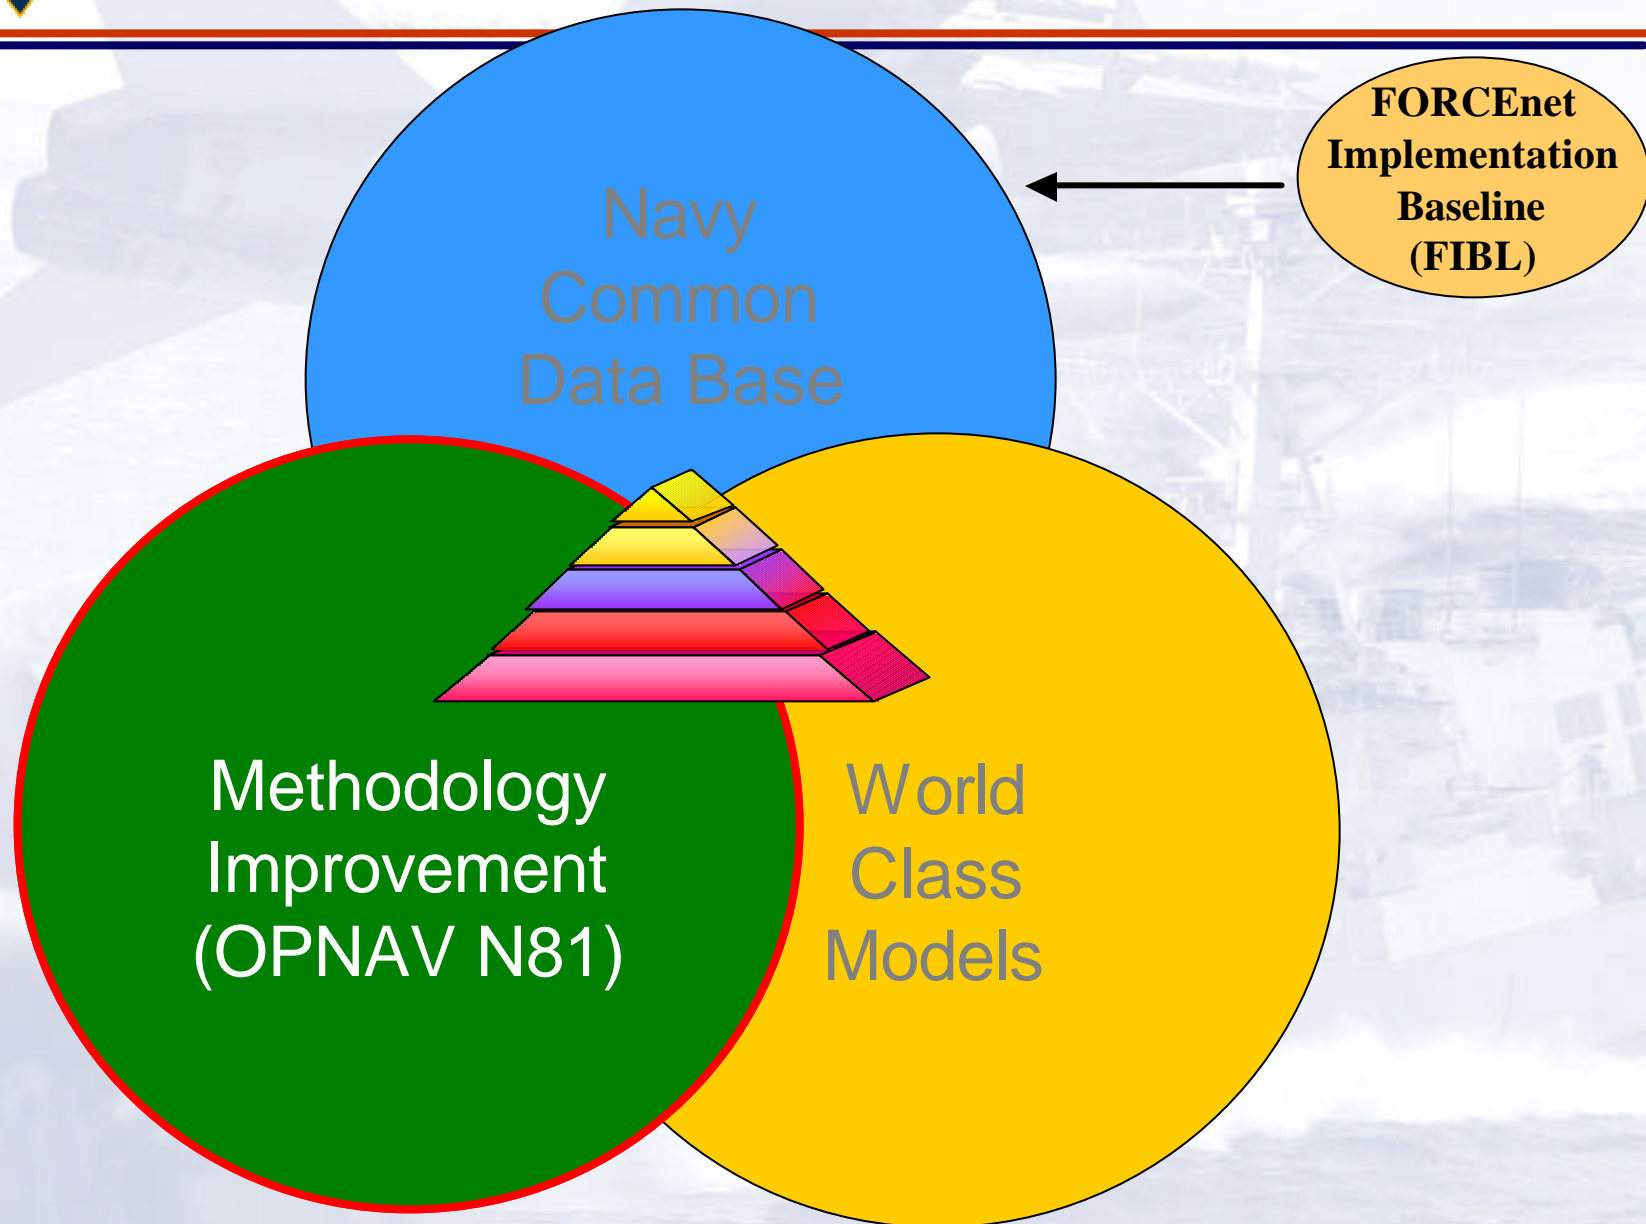 FORCEnet
Implementation
Baseline
(FIBL)
Navy
Common
Data Base
Methodology
Improvement
(OPNAV N81)
World
Class
Models